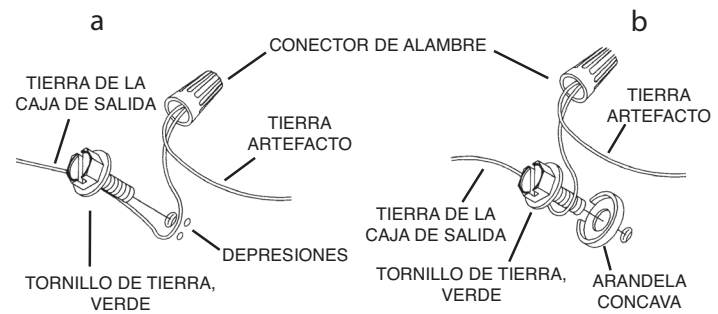 a
CONECTOR DE ALAMBRE
TIERRA DE LA
CAJA DE SALIDA
TIERRA
ARTEFACTO
DEPRESIONES
TORNILLO DE TIERRA,
VERDE
b
TIERRA
ARTEFACTO
TIERRA DE LA
CAJA DE SALIDA
TORNILLO DE TIERRA,
VERDE
ARANDELA
CONCAVA